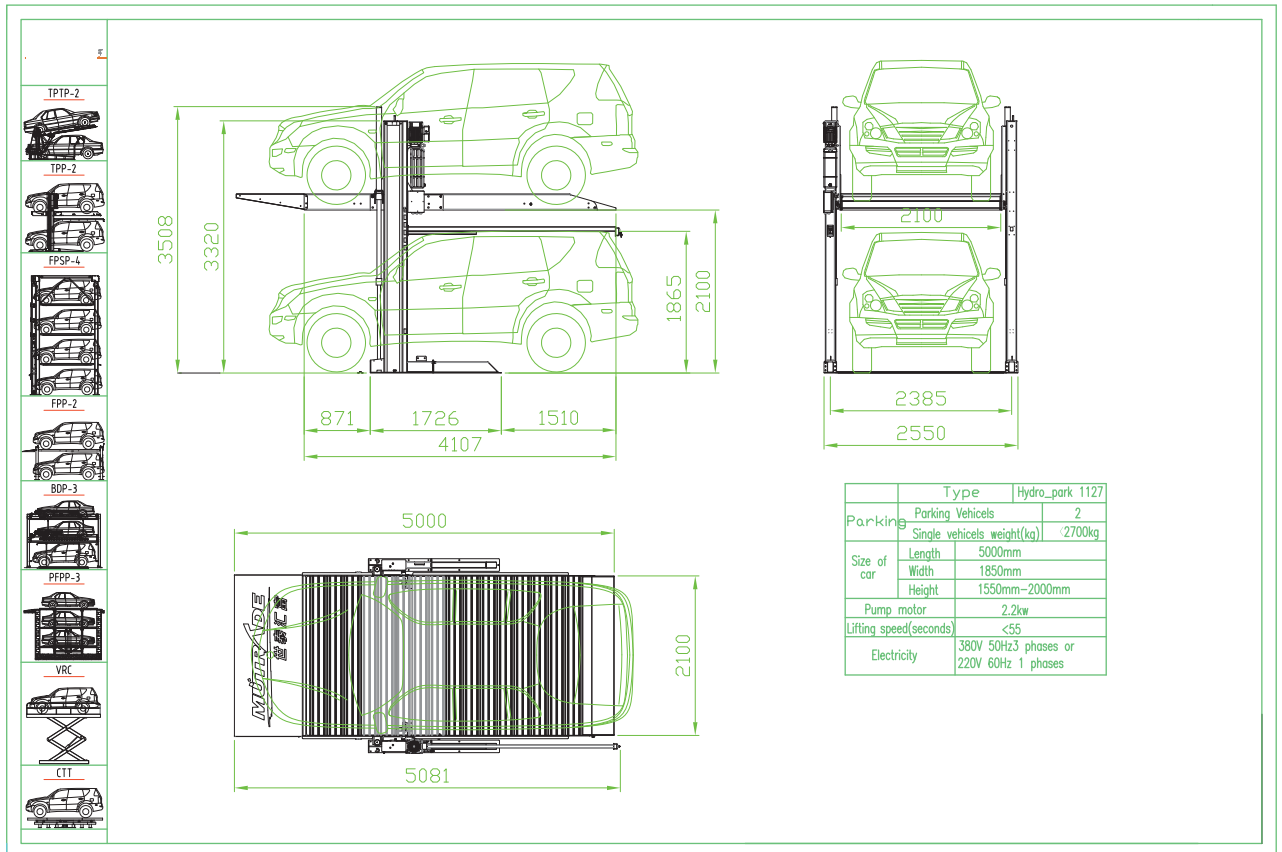 TPTP-2
TPP-2
FPSP-4
FPP-2
BDP-3
PFPP-3
VRC
CTT
3508
3320
1865
2100
871
1726
1510
4107
2100
2385
2550
5000
MUTRADE
2100
5081
Type Hydro_park 1127
Parking
Parking Vehicels 2
Single vehicels weight(kg) 2700kg
Size of car
Length 5000mm
Width 1850mm
Height 1550mm-2000mm
Pump motor 2.2kw
Lifting speed(seconds) <55
Electricity 380V 50Hz3 phases or
220V 60Hz 1 phases